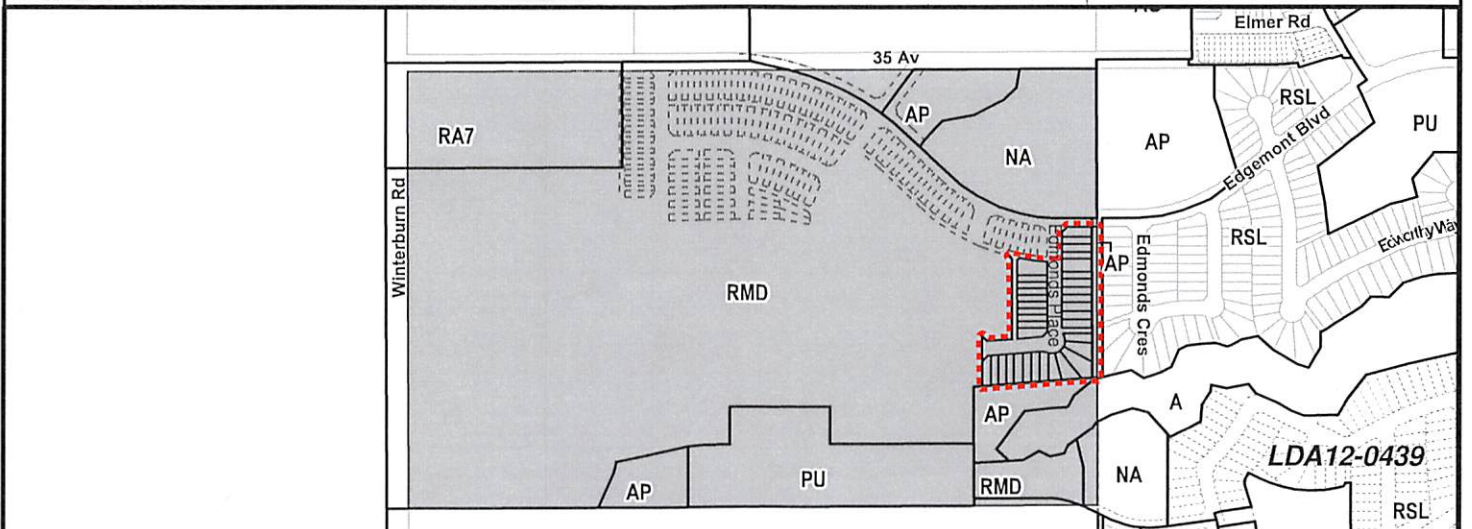 Elmer Rd
35 Av
RSL
AP
RA7
PU
AP
NA
Edgemont Blvd
Winterburn Rd
RSL
Edmonds Place
AP
Edmonds Cres
RMD
A
AP
LDA12-0439
AP
PU
RMD
NA
RSL